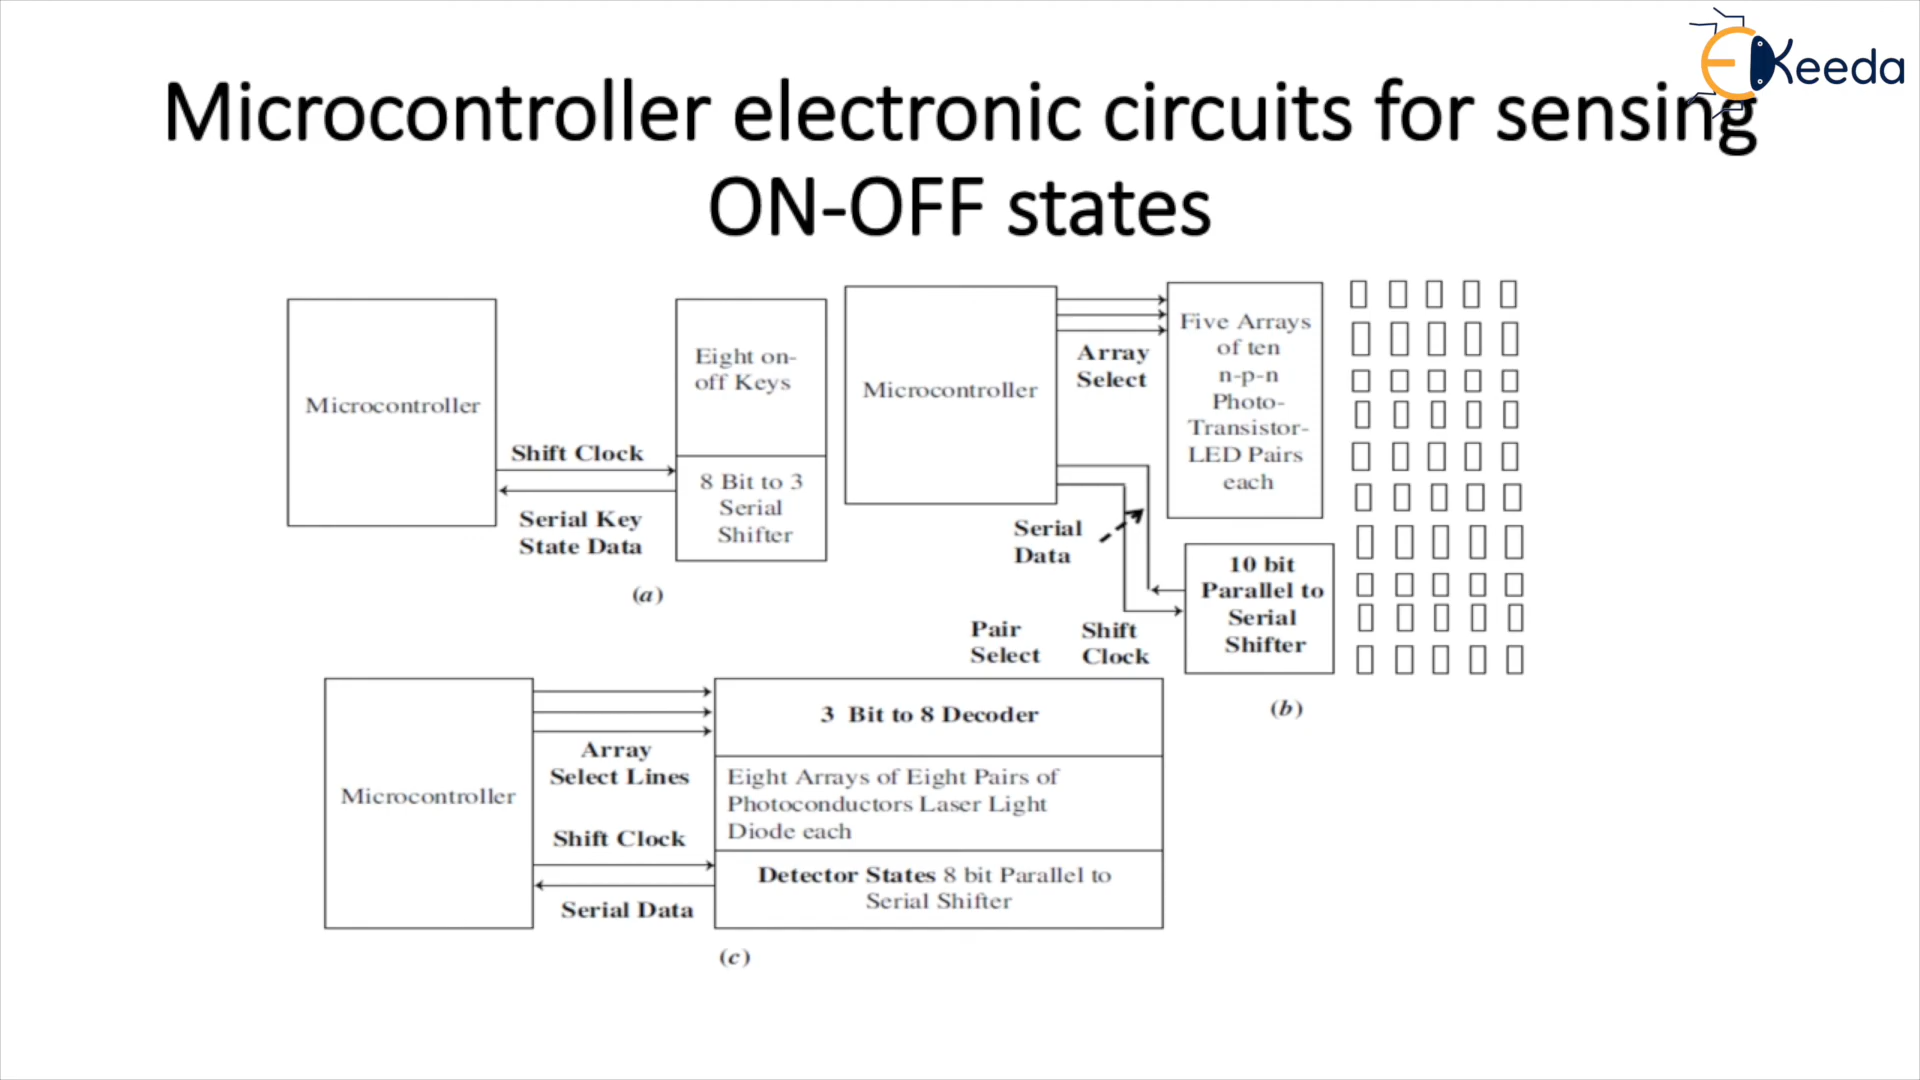 EKeeda
Microcontroller electronic circuits for sensing
ON-OFF states
Microcontroller
Shift Clock
Serial Key
State Data
Eight on-
off Keys
8 Bit to 3
Serial
Shifter
(a)
Microcontroller
Array
Select
Five Arrays
of ten
n-p-n
Photo-
Transistor-
LED Pairs
each
Serial
Data
Pair
Select
Shift
Clock
10 bit
Parallel to
Serial
Shifter
(b)
Microcontroller
Array
Select Lines
Shift Clock
Serial Data
3 Bit to 8 Decoder
Eight Arrays of Eight Pairs of
Photoconductors Laser Light
Diode each
Detector States 8 bit Parallel to
Serial Shifter
(c)